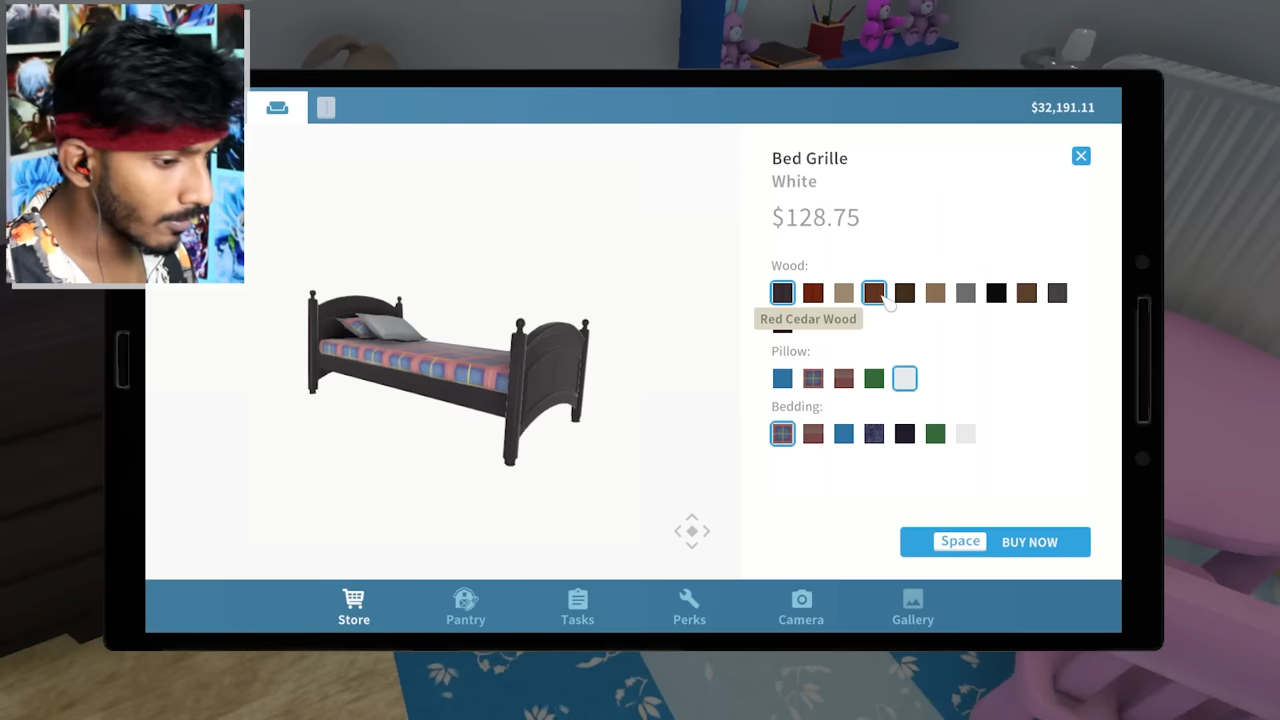 $32,191.11
Bed Grille
White
$128.75
Wood:
Red Cedar Wood
Pillow:
Bedding:
Space BUY NOW
Store Pantry Tasks Perks Camera Gallery